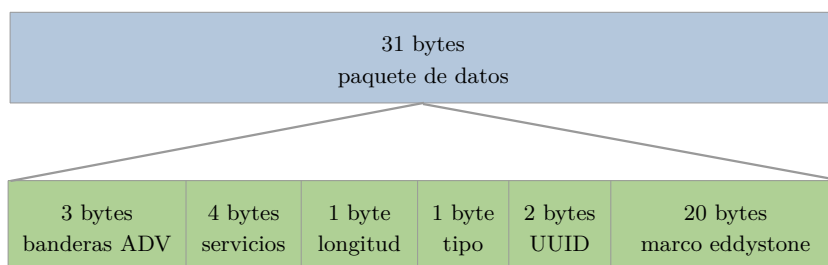 31 bytes
paquete de datos
3 bytes
banderas ADV
4 bytes
servicios
1 byte
longitud
1 byte
tipo
2 bytes
UUID
20 bytes
marco eddystone